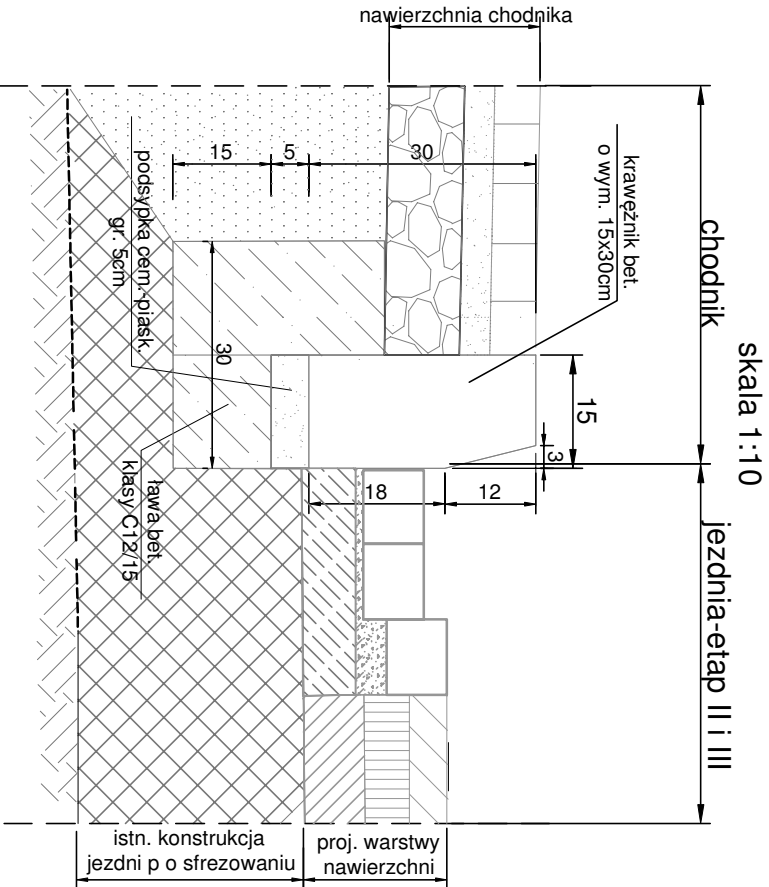 nawierzchnia chodnika
skala 1:10
chodnik
jezdnia-etap II i III
krawężnik bet.
o wym. 15x30cm
15
5
30
15
3
30
18
12
podsypka cem.-piask.
gr. 5cm
ława bet.
klasy C12/15
istn. konstrukcja
jezdni p o sfrezowaniu
proj. warstwy
nawierzchni